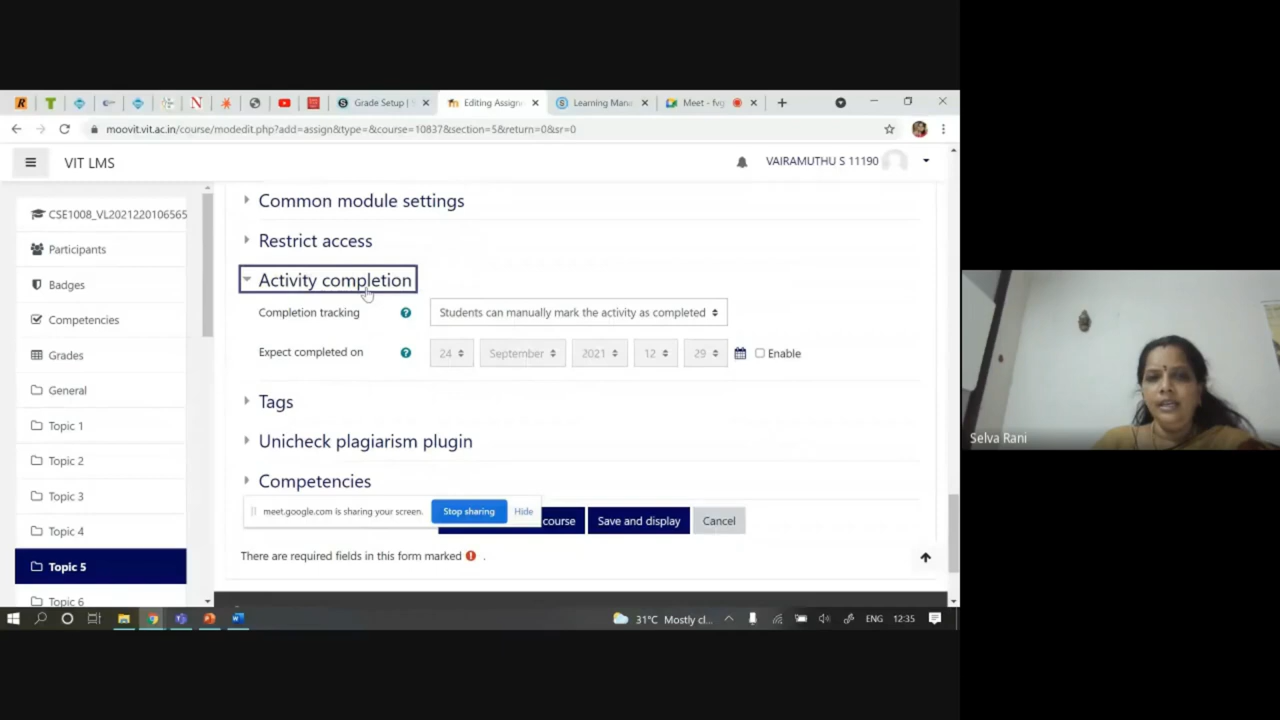 Grade Setup |
Editing Assign
Learning Mana
Meet - fvg
moovit.vit.ac.in/course/modedit.php?add=assign&type=&course=10837&section=5&return=0&sr=0
VIT LMS
VAIRAMUTHU S 11190
CSE1008_VL2021220106565
Participants
Badges
Competencies
Grades
General
Topic 1
Topic 2
Topic 3
Topic 4
Topic 5
Topic 6
Common module settings
Restrict access
Activity completion
Completion tracking
Students can manually mark the activity as completed
Expect completed on
24 September 2021 12 29 Enable
Tags
Unicheck plagiarism plugin
Competencies
meet.google.com is sharing your screen. Stop sharing Hide
course Save and display Cancel
There are required fields in this form marked .
31°C Mostly cl... ENG 12:35
Selva Rani